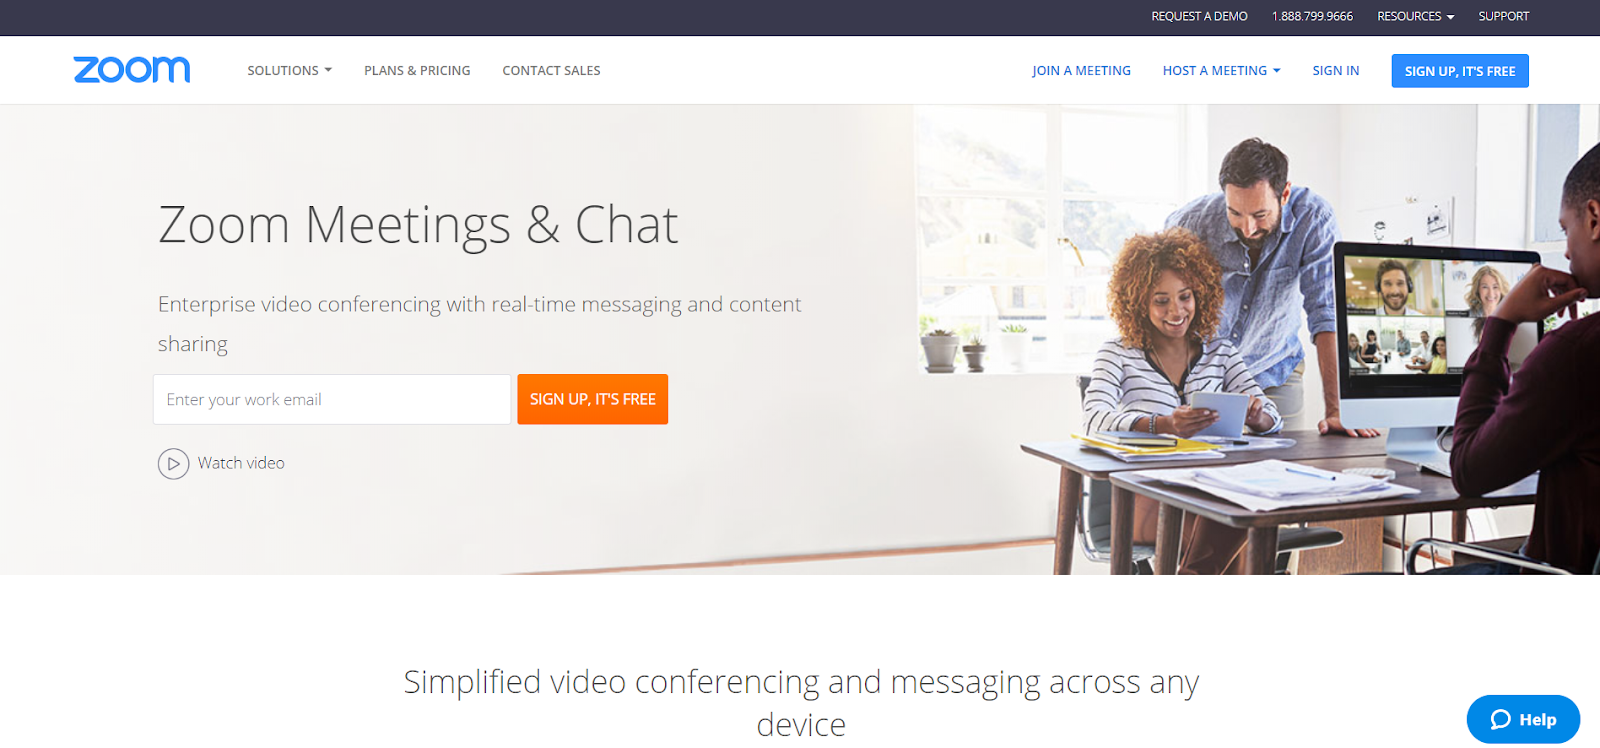 REQUEST A DEMO 1.888.799.9666 RESOURCES SUPPORT
zoom SOLUTIONS PLANS & PRICING CONTACT SALES JOIN A MEETING HOST A MEETING SIGN IN SIGN UP, IT'S FREE
Zoom Meetings & Chat
Enterprise video conferencing with real-time messaging and content
sharing
Enter your work email SIGN UP, IT'S FREE
Watch video
Simplified video conferencing and messaging across any
device
Help